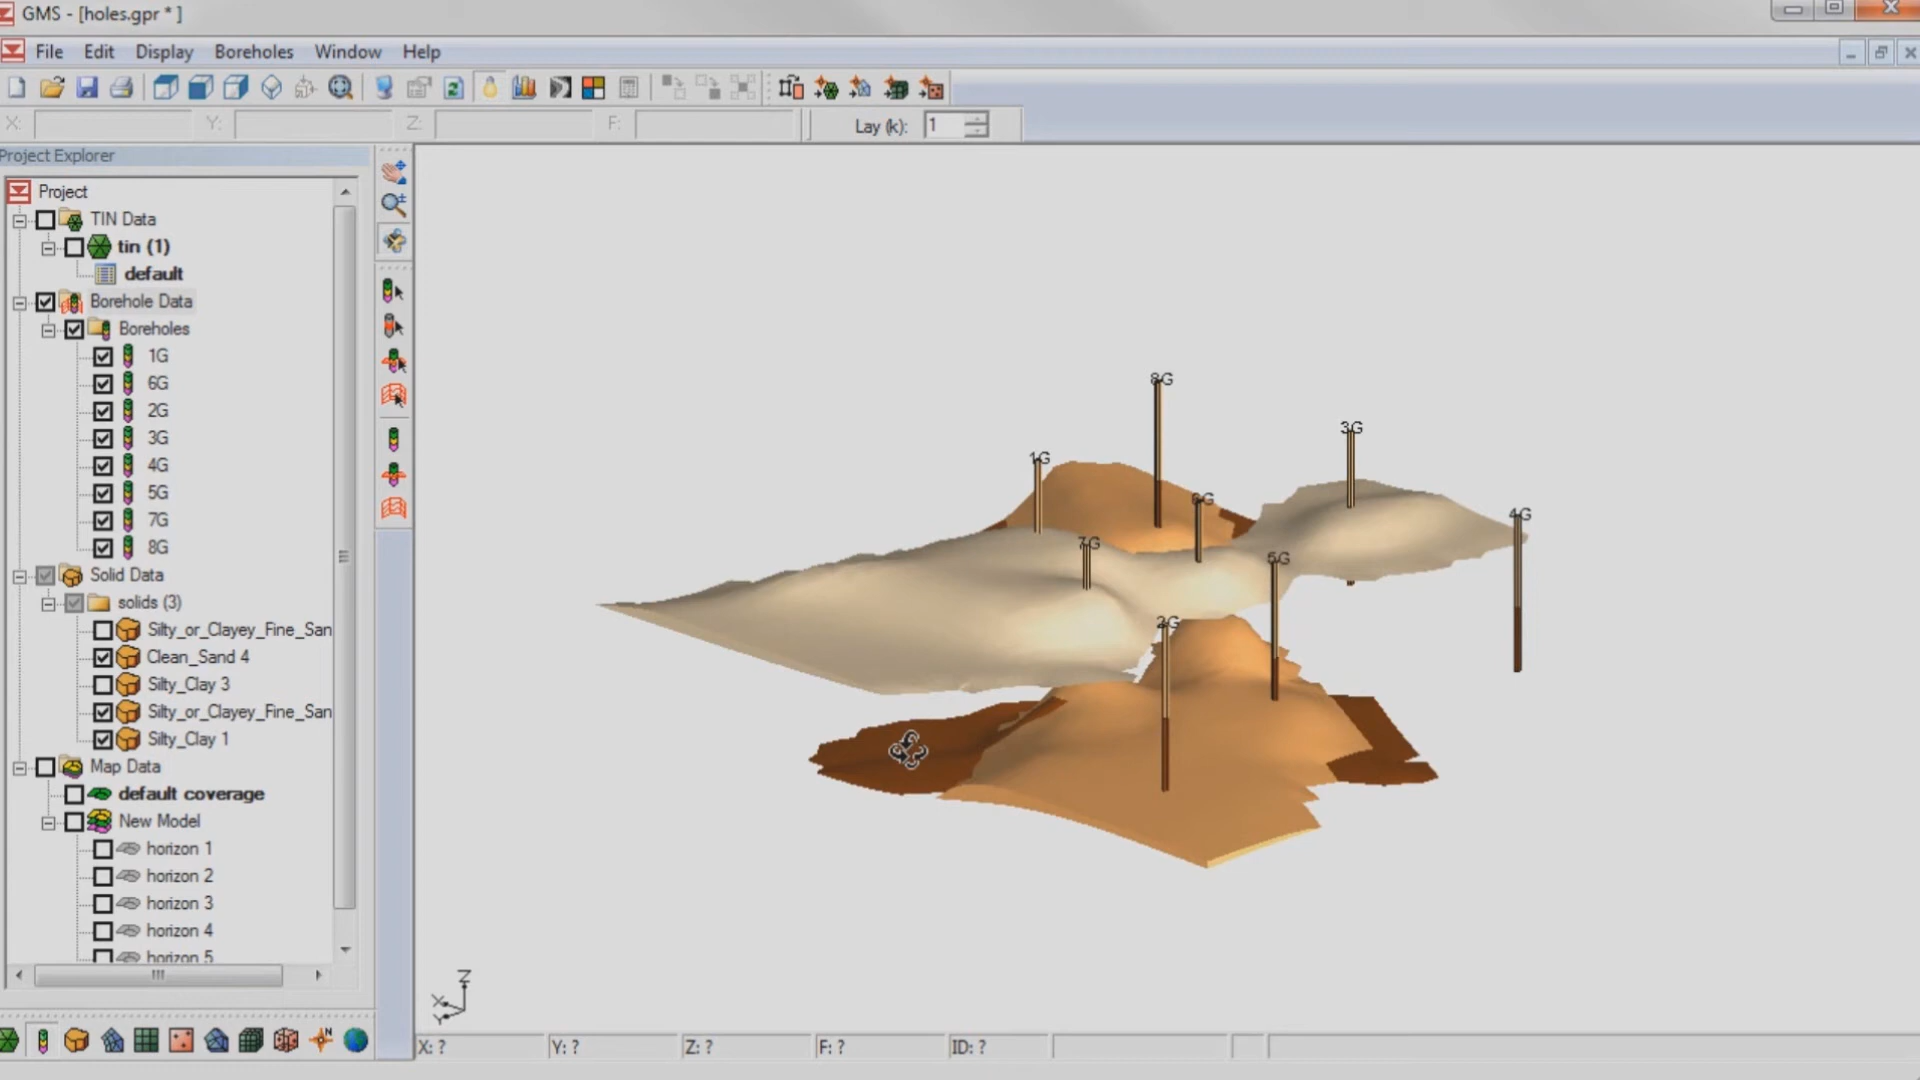 GMS - [holes.gpr * ]
File Edit Display Boreholes Window Help
X: Y: Z: F: Lay (k): 1
Project Explorer
Project
TIN Data
tin (1)
default
Borehole Data
Boreholes
1G
6G
2G
3G
4G
5G
7G
8G
Solid Data
solids (3)
Silty_or_Clayey_Fine_San
Clean_Sand 4
Silty_Clay 3
Silty_or_Clayey_Fine_San
Silty_Clay 1
Map Data
default coverage
New Model
horizon 1
horizon 2
horizon 3
horizon 4
horizon 5
8G
3G
1G
6G
4G
7G
5G
2G
Z
X
Y
X: ? Y: ? Z: ? F: ? ID: ?